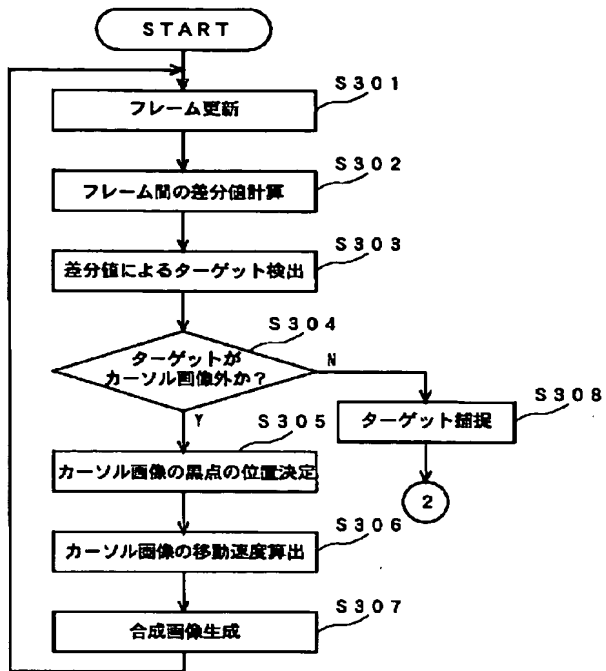 START
S301
フレーム更新
S302
フレーム間の差分値計算
S303
差分値によるターゲット検出
S304
ターゲットが
カーソル画像外か?
N
Y
S308
ターゲット捕捉
2
S305
カーソル画像の黒点の位置決定
S306
カーソル画像の移動速度算出
S307
合成画像生成